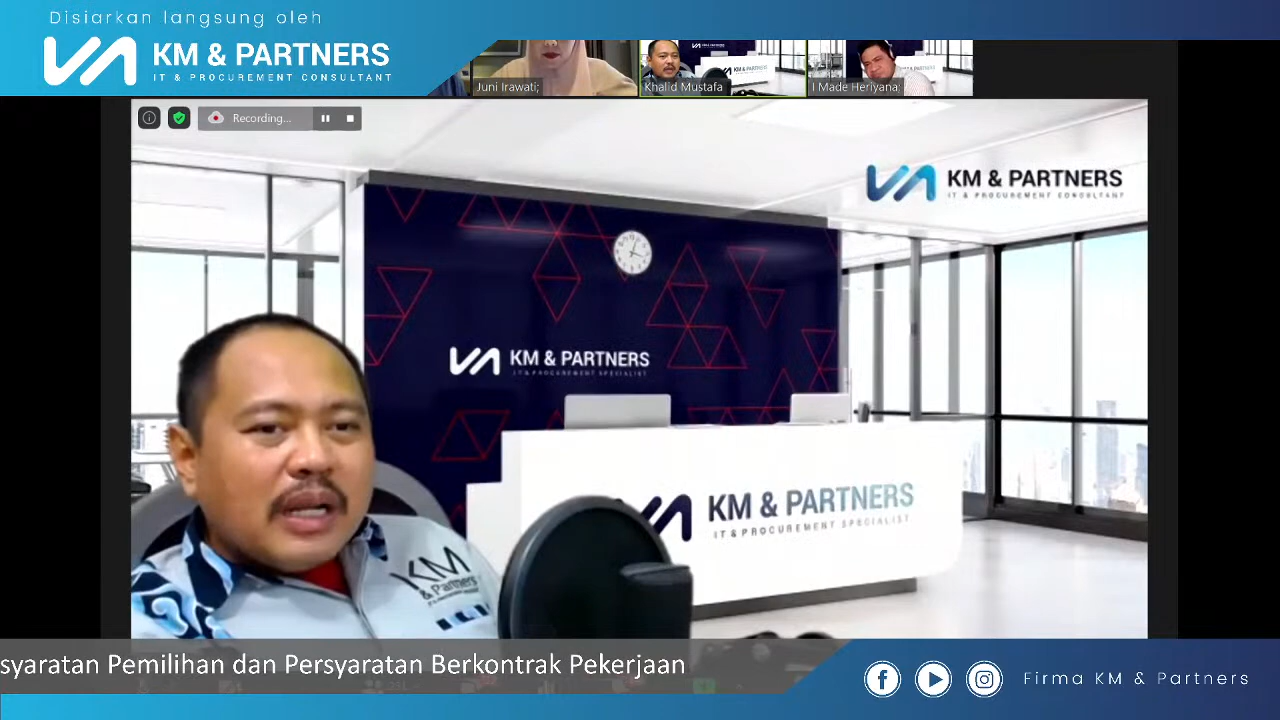 Disiarkan langsung oleh
KM & PARTNERS
IT & PROCUREMENT CONSULTANT
Juni Irawati;
Khalid Mustafa
I Made Heriyana;
Recording...
KM & PARTNERS
IT & PROCUREMENT CONSULTANT
KM & PARTNERS
IT & PROCUREMENT SPECIALIST
KM & PARTNERS
IT & PROCUREMENT SPECIALIST
KM
& Partners
syaratan Pemilihan dan Persyaratan Berkontrak Pekerjaan
Firma KM & Partners